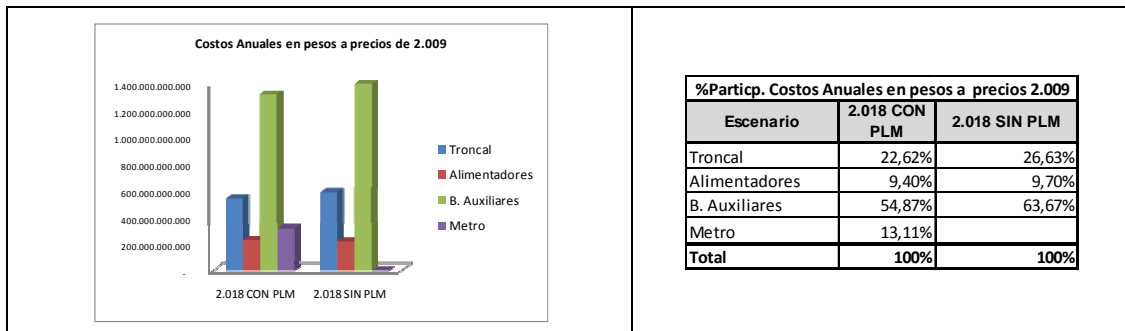 Costos Anuales en pesos a precios de 2.009
1.400.000.000.000
1.200.000.000.000
1.000.000.000.000
800.000.000.000
600.000.000.000
400.000.000.000
200.000.000.000
-
Troncal
Alimentadores
B. Auxiliares
Metro
2.018 CON PLM 2.018 SIN PLM
%Particp. Costos Anuales en pesos a precios 2.009
Escenario 2.018 CON PLM 2.018 SIN PLM
Troncal 22,62% 26,63%
Alimentadores 9,40% 9,70%
B. Auxiliares 54,87% 63,67%
Metro 13,11%
Total 100% 100%